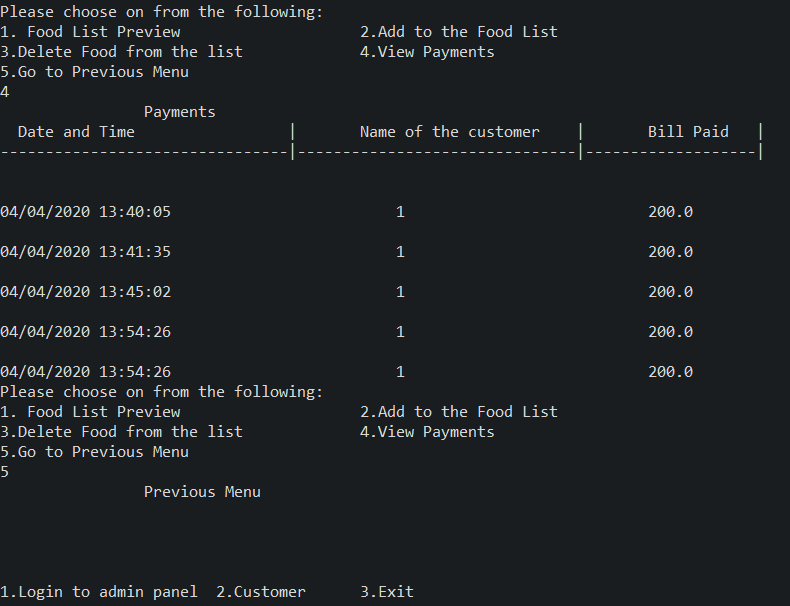 Please choose on from the following:
1. Food List Preview                    2.Add to the Food List
3.Delete Food from the list             4.View Payments
5.Go to Previous Menu
4
                Payments
  Date and Time                 |       Name of the customer    |       Bill Paid   |
--------------------------------|-------------------------------|-------------------|
04/04/2020 13:40:05                         1                           200.0
04/04/2020 13:41:35                         1                           200.0
04/04/2020 13:45:02                         1                           200.0
04/04/2020 13:54:26                         1                           200.0
04/04/2020 13:54:26                         1                           200.0
Please choose on from the following:
1. Food List Preview                    2.Add to the Food List
3.Delete Food from the list             4.View Payments
5.Go to Previous Menu
5
                Previous Menu
1.Login to admin panel  2.Customer      3.Exit